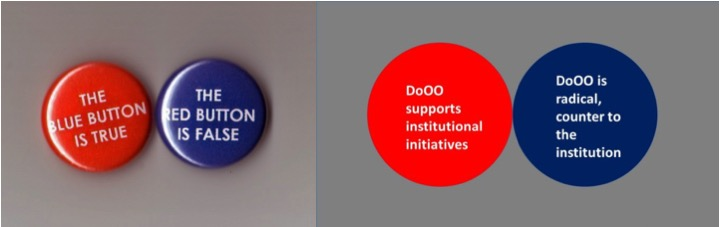 THE
BLUE BUTTON
IS TRUE
THE
RED BUTTON
IS FALSE
DoOO
supports
institutional
initiatives
DoOO is
radical,
counter to
the
institution